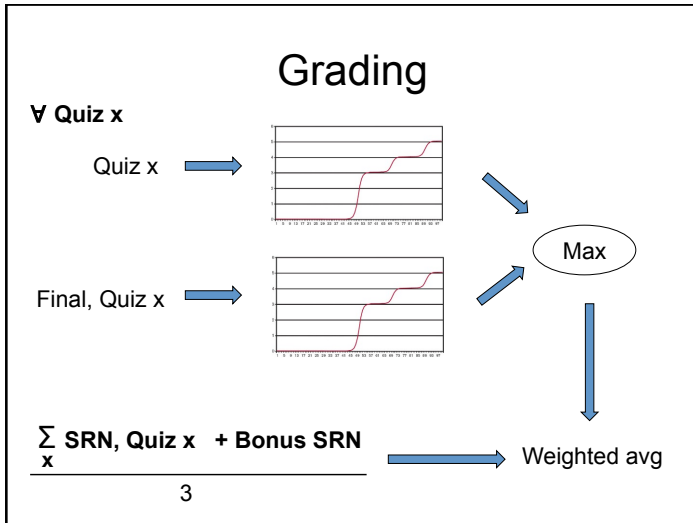 Grading
∀ Quiz x
Quiz x
Final, Quiz x
Max
∑ SRN, Quiz x + Bonus SRN
x
3
Weighted avg